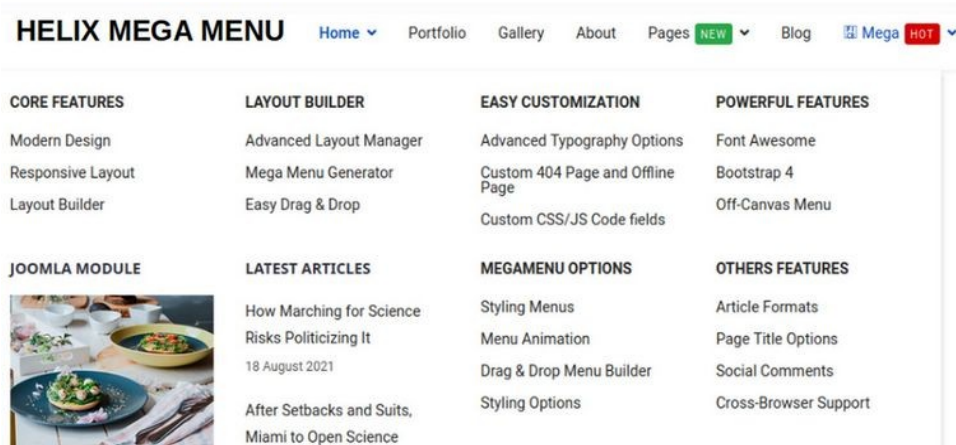 HELIX MEGA MENU Home Portfolio Gallery About Pages NEW Blog Mega HOT
CORE FEATURES
Modern Design
Responsive Layout
Layout Builder
LAYOUT BUILDER
Advanced Layout Manager
Mega Menu Generator
Easy Drag & Drop
EASY CUSTOMIZATION
Advanced Typography Options
Custom 404 Page and Offline
Page
Custom CSS/JS Code fields
POWERFUL FEATURES
Font Awesome
Bootstrap 4
Off-Canvas Menu
JOOMLA MODULE
LATEST ARTICLES
How Marching for Science
Risks Politicizing It
18 August 2021
After Setbacks and Suits,
Miami to Open Science
MEGAMENU OPTIONS
Styling Menus
Menu Animation
Drag & Drop Menu Builder
Styling Options
OTHERS FEATURES
Article Formats
Page Title Options
Social Comments
Cross-Browser Support